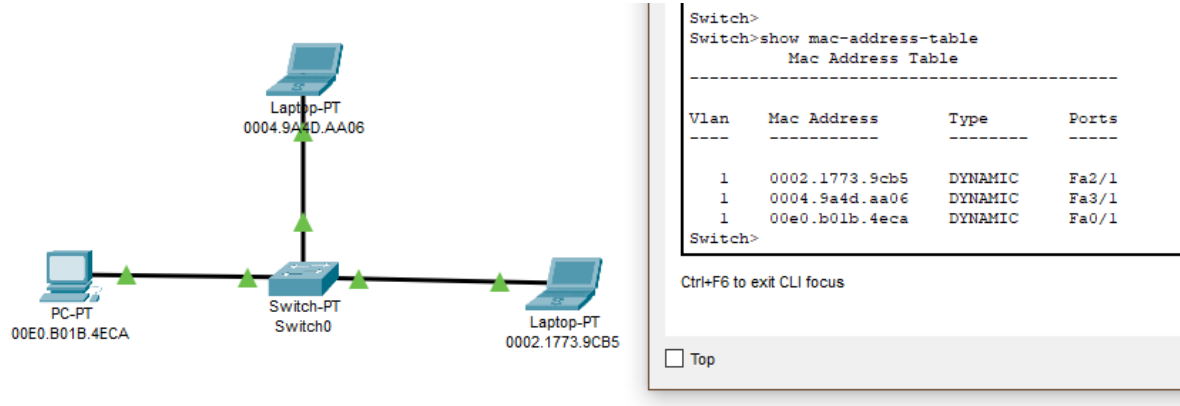 Laptop-PT
0004.9A4D.AA06
PC-PT
00E0.B01B.4ECA
Switch-PT
Switch0
Laptop-PT
0002.1773.9CB5
Switch>
Switch>show mac-address-table
Mac Address Table
-------------------------------------------
Vlan Mac Address Type Ports
---- ----------- -------- -----
1 0002.1773.9cb5 DYNAMIC Fa2/1
1 0004.9a4d.aa06 DYNAMIC Fa3/1
1 00e0.b01b.4eca DYNAMIC Fa0/1
Switch>
Ctrl+F6 to exit CLI focus
Top